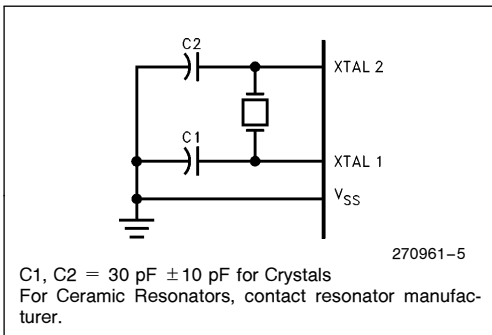 C2
XTAL 2
C1
XTAL 1
VSS
270961–5
C1, C2 = 30 pF ±10 pF for Crystals
For Ceramic Resonators, contact resonator manufac-
turer.